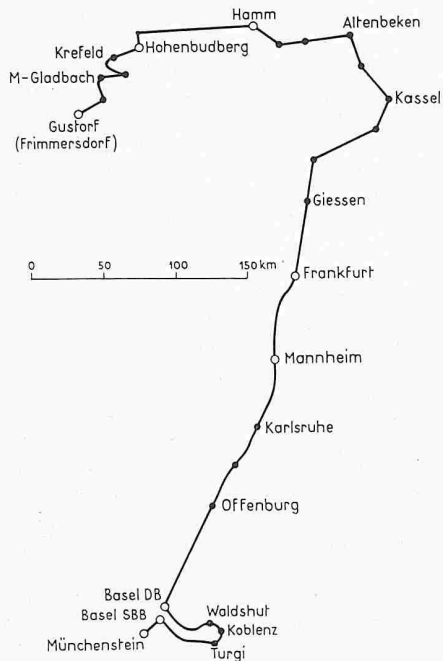 Hamm
Altenbeken
Krefeld
Hohenbudberg
M-Gladbach
Kassel
Gustorf
(Frimmersdorf)
Giessen
0 50 100 150 km
Frankfurt
Mannheim
Karlsruhe
Offenburg
Basel DB
Basel SBB
Waldshut
Koblenz
Münchenstein
Turgi